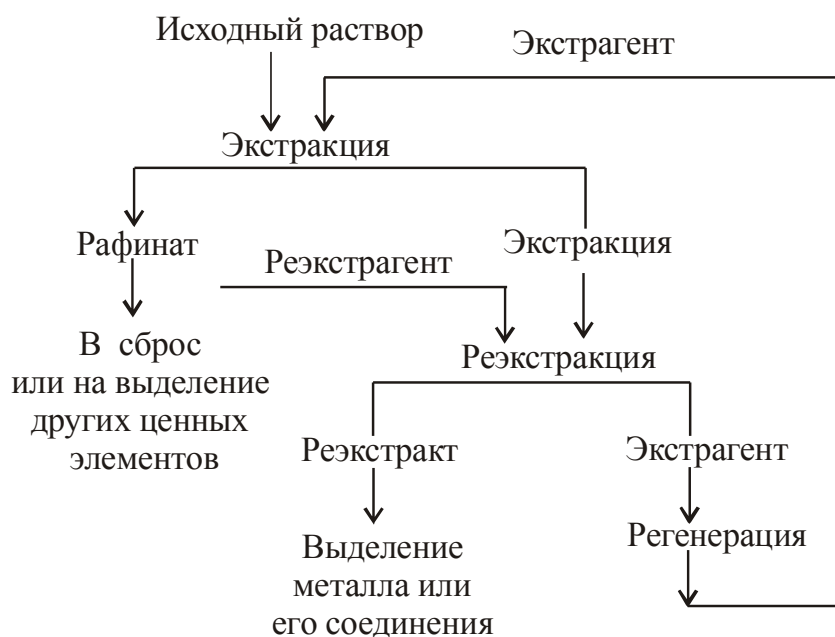 Исходный раствор
Экстрагент
Экстракция
Рафинат
Экстракция
Реэкстрагент
В сброс
или на выделение
других ценных
элементов
Реэкстракция
Реэкстракт
Экстрагент
Выделение
металла или
его соединения
Регенерация